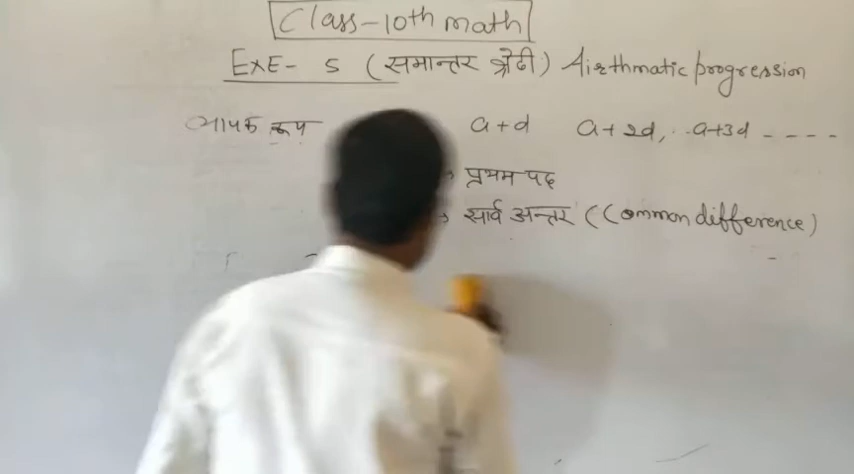 Class-10th math
EXE- 5 (समान्तर श्रेढी) Airthmatic progression
व्यापक रूप a+d a+2d, a+3d ----
→ प्रथम पद
→ सार्व अन्तर (Common difference)